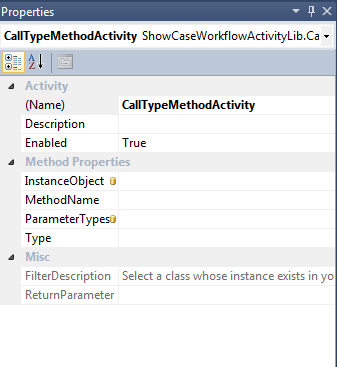 Properties
CallTypeMethodActivity ShowCaseWorkflowActivityLib.Ca
Activity
(Name) CallTypeMethodActivity
Description
Enabled True
Method Properties
InstanceObject
MethodName
ParameterTypes
Type
Misc
FilterDescription Select a class whose instance exists in yo
ReturnParameter